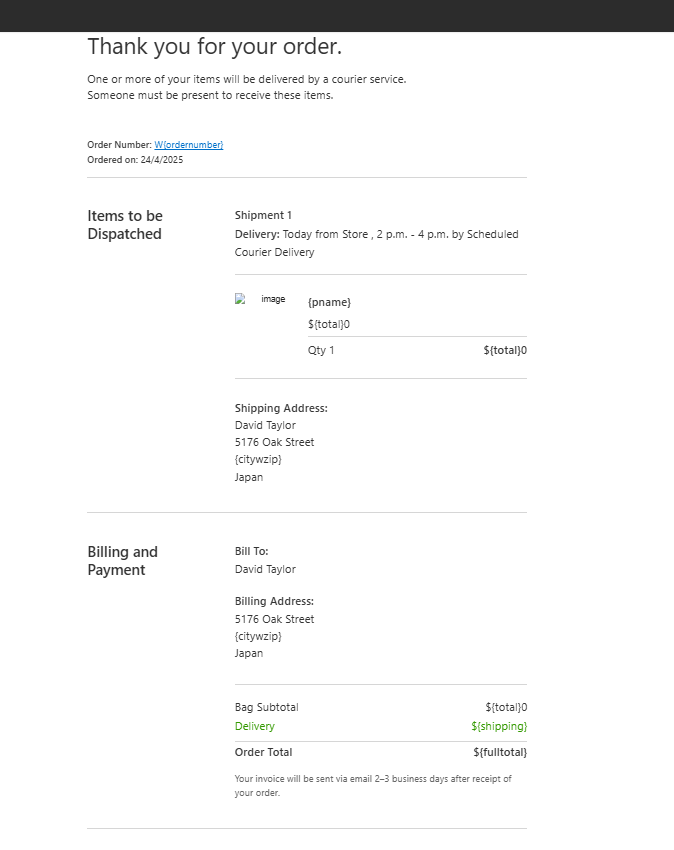 Thank you for your order.
One or more of your items will be delivered by a courier service.
Someone must be present to receive these items.
Order Number: W{ordernumber}
Ordered on: 24/4/2025
Items to be
Dispatched
Shipment 1
Delivery: Today from Store , 2 p.m. - 4 p.m. by Scheduled
Courier Delivery
image
{pname}
${total}0
Qty 1 ${total}0
Shipping Address:
David Taylor
5176 Oak Street
{citywzip}
Japan
Billing and
Payment
Bill To:
David Taylor
Billing Address:
5176 Oak Street
{citywzip}
Japan
Bag Subtotal ${total}0
Delivery ${shipping}
Order Total ${fulltotal}
Your invoice will be sent via email 2–3 business days after receipt of
your order.